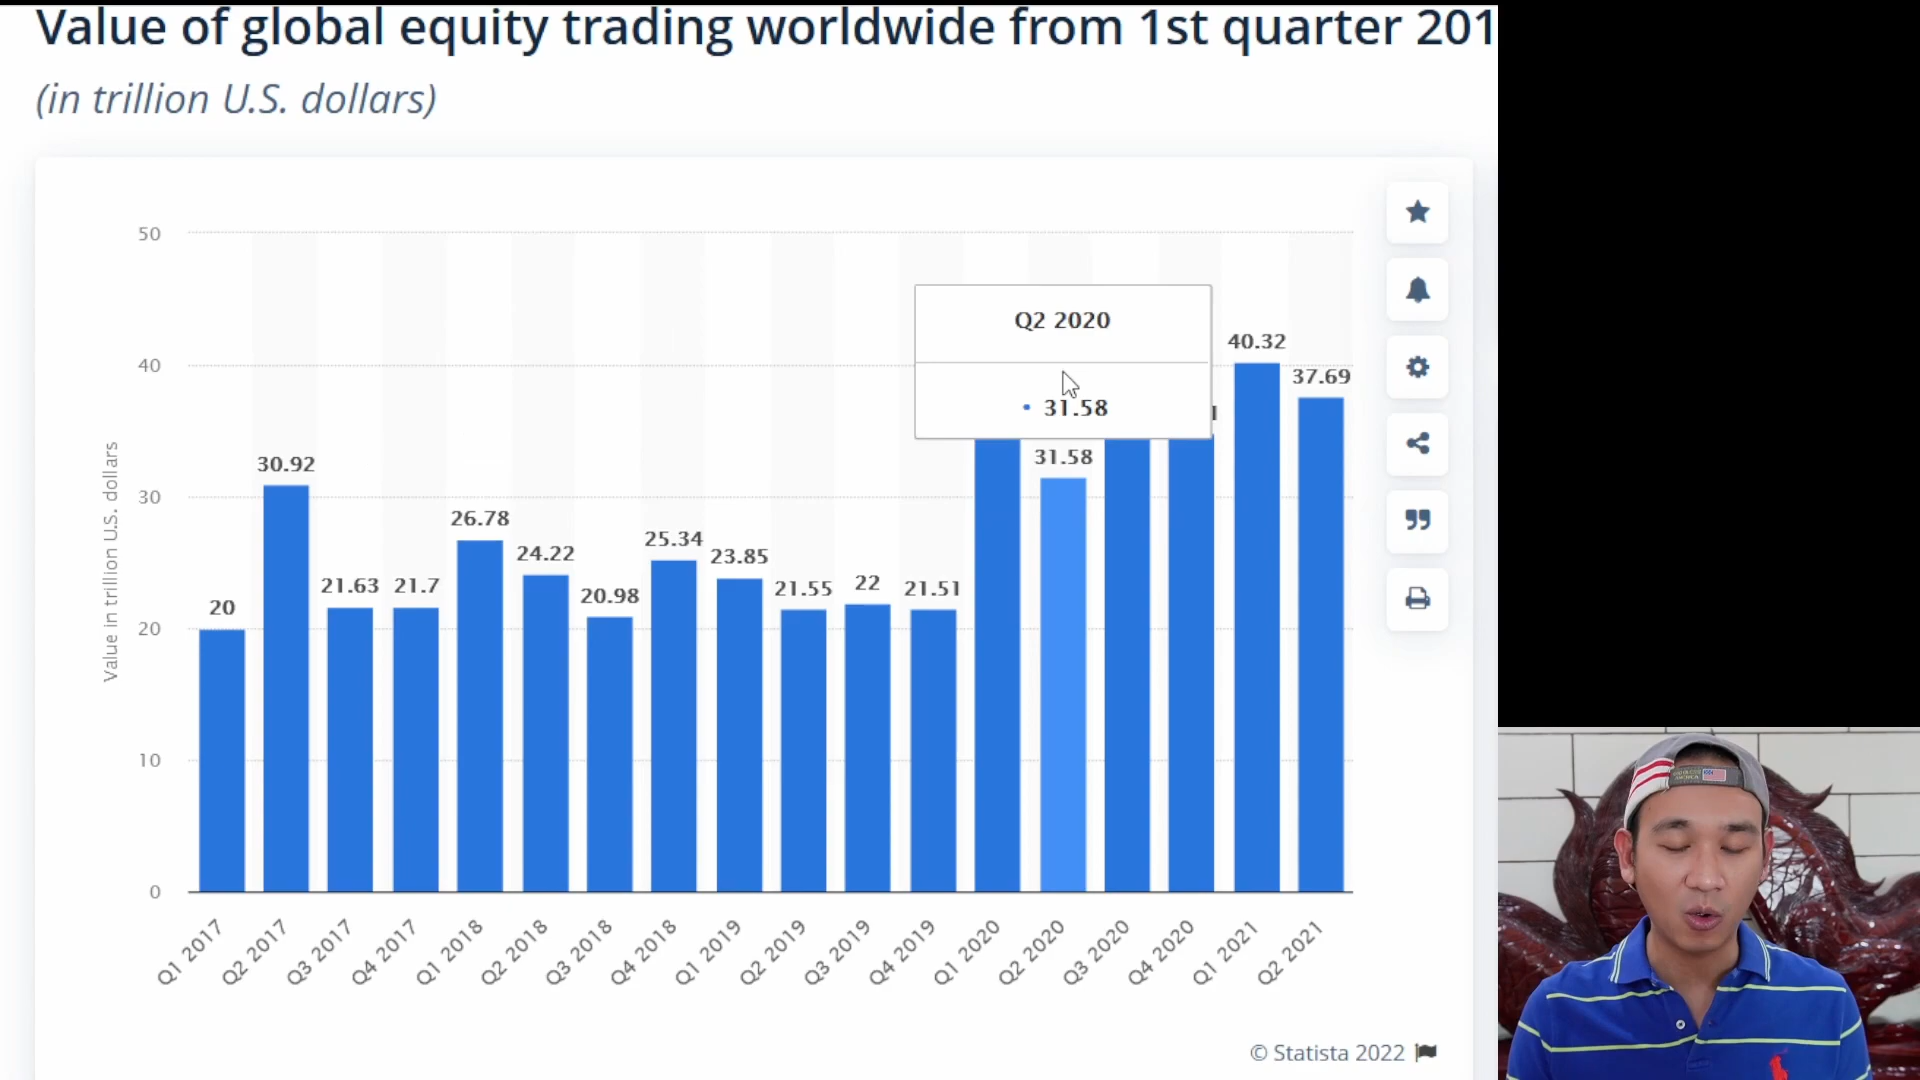 Value of global equity trading worldwide from 1st quarter 201
(in trillion U.S. dollars)
50
40
30
20
10
0
Value in trillion U.S. dollars
20
30.92
21.63
21.7
26.78
24.22
20.98
25.34
23.85
21.55
22
21.51
Q2 2020
• 31.58
31.58
40.32
37.69
Q1 2017
Q2 2017
Q3 2017
Q4 2017
Q1 2018
Q2 2018
Q3 2018
Q4 2018
Q1 2019
Q2 2019
Q3 2019
Q4 2019
Q1 2020
Q2 2020
Q3 2020
Q4 2020
Q1 2021
Q2 2021
© Statista 2022